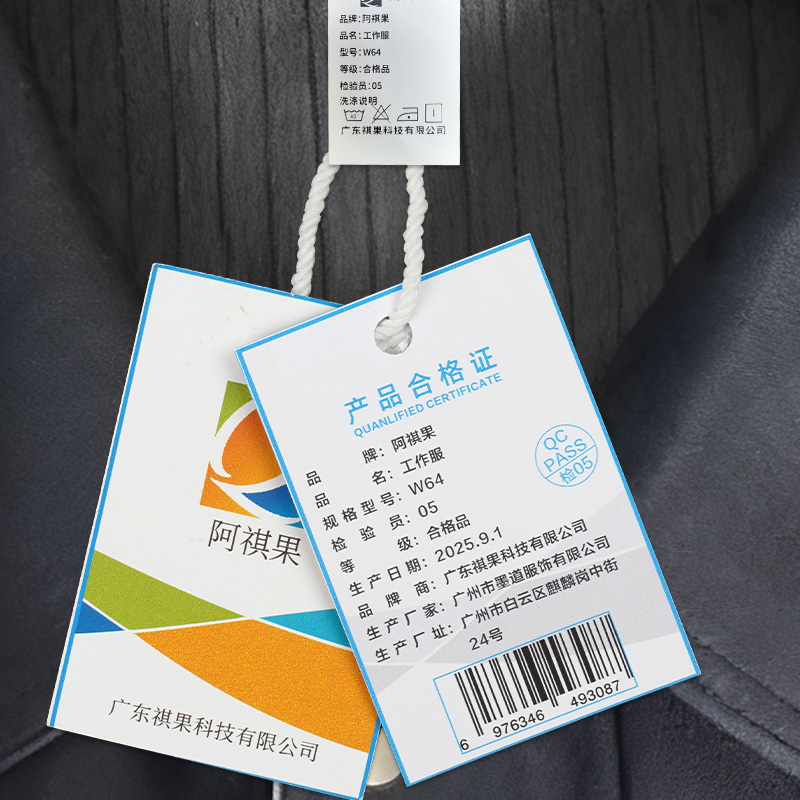 品牌:阿祺果
品名:工作服
型号:W64
等级:合格品
检验员:05
洗涤说明
40
广东祺果科技有限公司
阿祺果
广东祺果科技有限公司
产品合格证
QUANLIFIED CERTIFICATE
品牌:阿祺果
品名:工作服
规格型号:W64
检验员:05
等级:合格品
生产日期:2025.9.1
品牌商:广东祺果科技有限公司
生产厂家:广州市墨道服饰有限公司
生产厂址:广州市白云区麒麟岗中街
24号
QC
PASS
检05
6 976346 493087